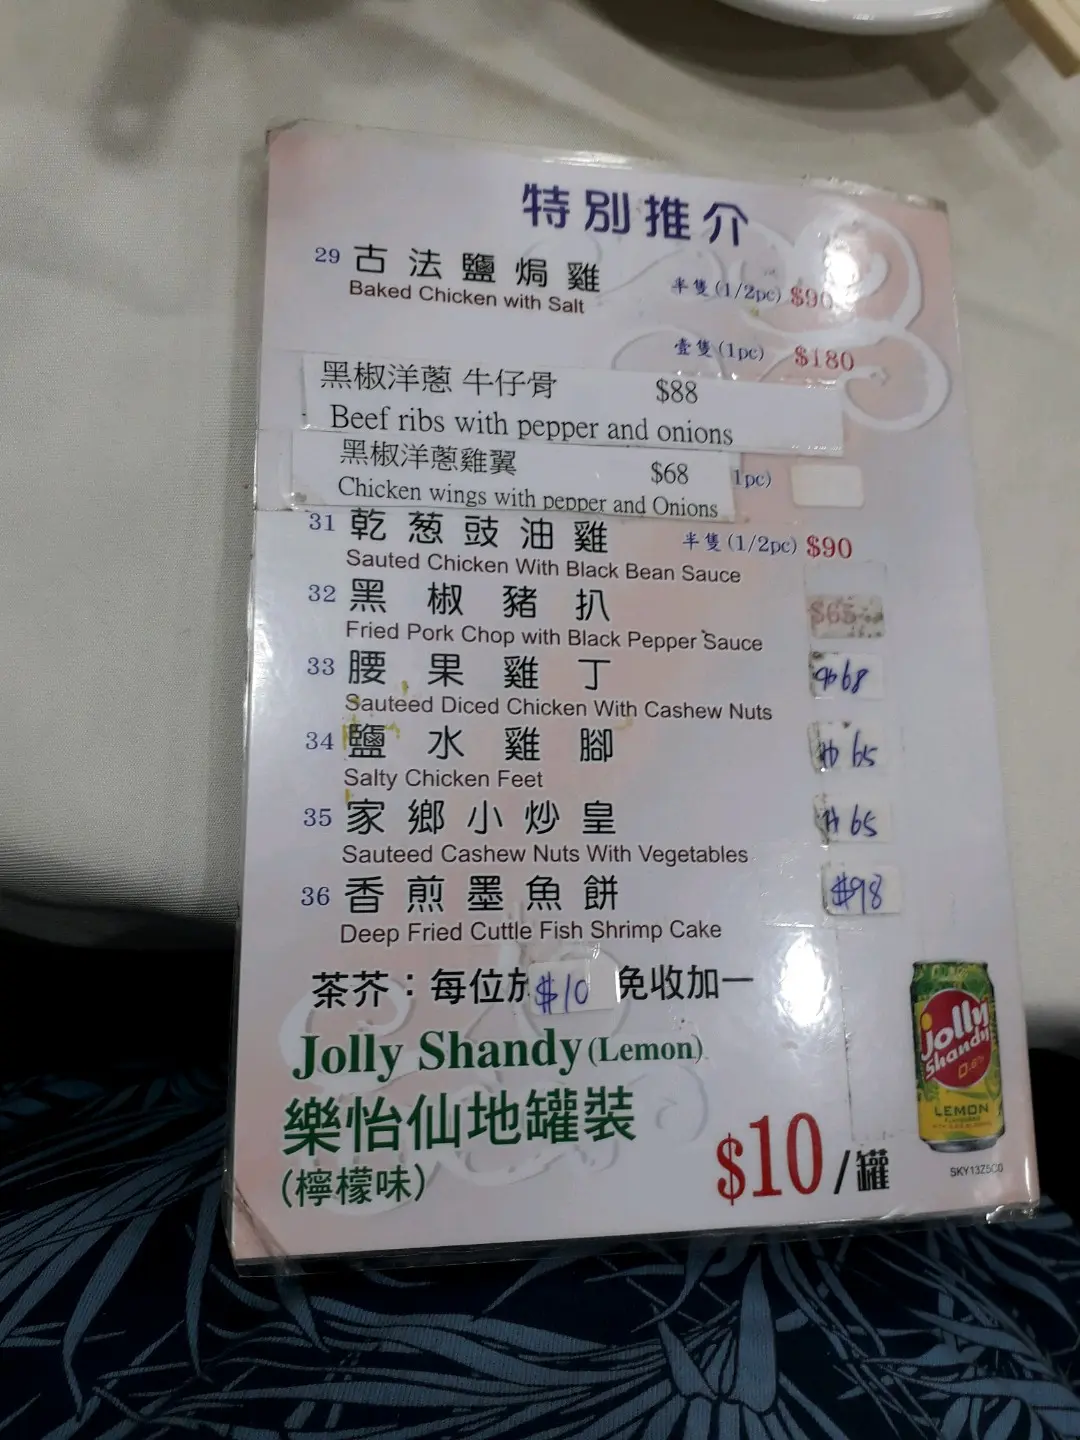 特別推介
29 古法鹽焗雞 半隻(1/2pc) $90
Baked Chicken with Salt
壹隻(1pc) $180
黑椒洋蔥 牛仔骨 $88
Beef ribs with pepper and onions
黑椒洋蔥雞翼 $68 1pc)
Chicken wings with pepper and Onions
31 乾葱豉油雞 半隻(1/2pc) $90
Sauted Chicken With Black Bean Sauce
32 黑椒豬扒 $65
Fried Pork Chop with Black Pepper Sauce
33 腰果雞丁 $68
Sauteed Diced Chicken With Cashew Nuts
34 鹽水雞腳 $65
Salty Chicken Feet
35 家鄉小炒皇 $65
Sauteed Cashew Nuts With Vegetables
36 香煎墨魚餅 $98
Deep Fried Cuttle Fish Shrimp Cake
茶芥：每位 $10 免收加一
Jolly Shandy (Lemon)
樂怡仙地罐裝
(檸檬味)
$10/罐
Jolly
Shandy
LEMON